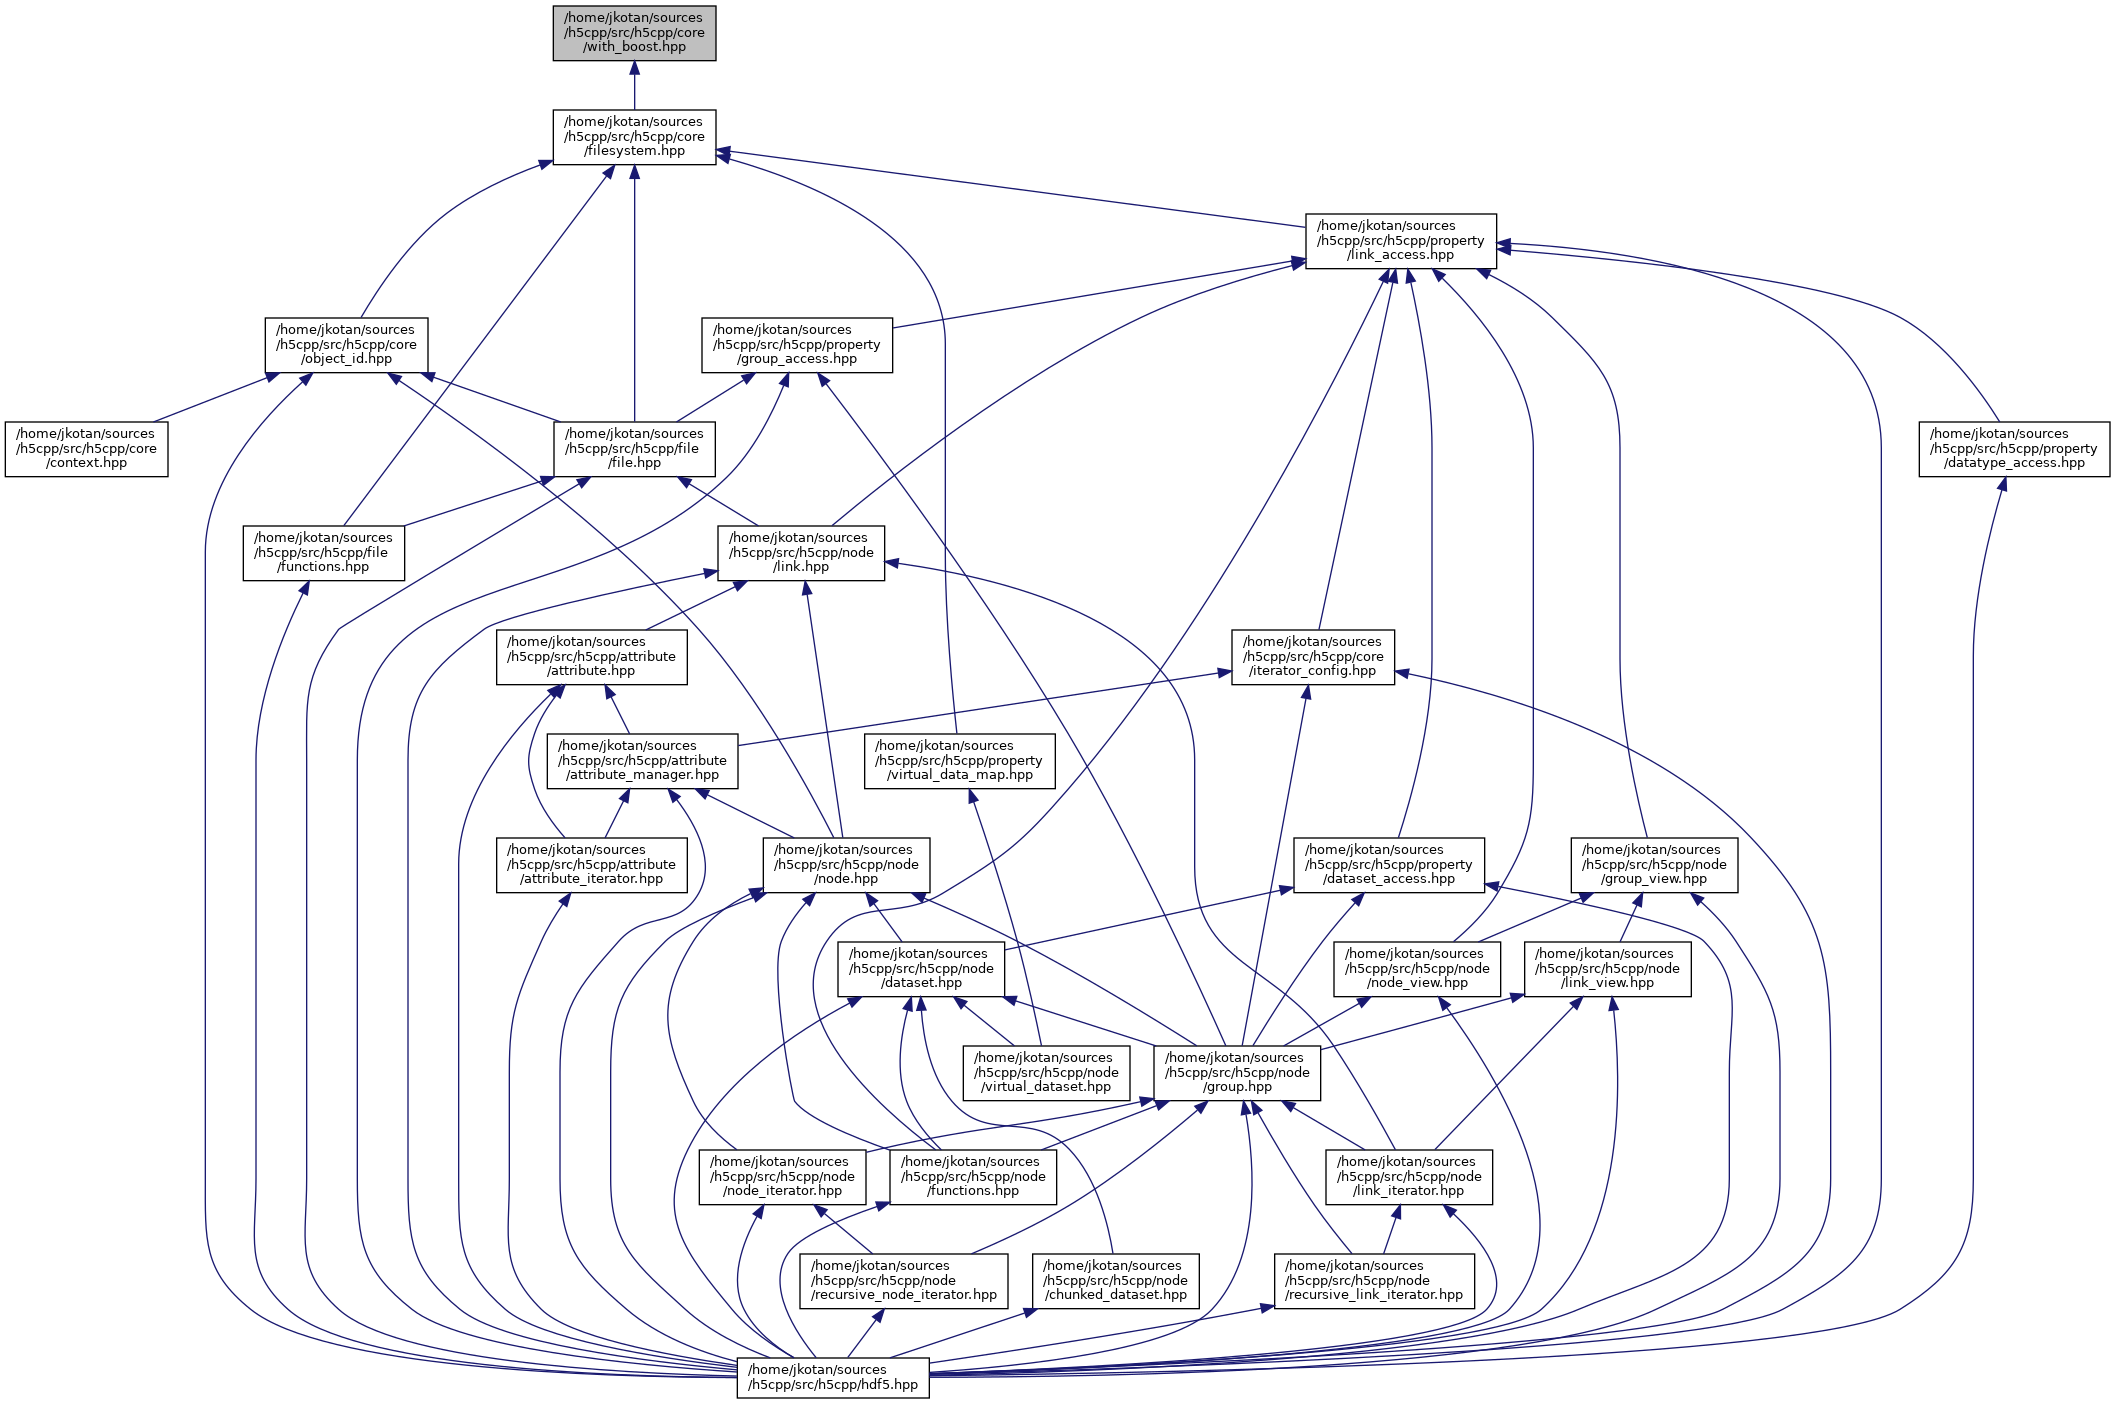 /home/jkotan/sources
/h5cpp/src/h5cpp/core
/with_boost.hpp
/home/jkotan/sources
/h5cpp/src/h5cpp/core
/filesystem.hpp
/home/jkotan/sources
/h5cpp/src/h5cpp/property
/link_access.hpp
/home/jkotan/sources
/h5cpp/src/h5cpp/core
/object_id.hpp
/home/jkotan/sources
/h5cpp/src/h5cpp/property
/group_access.hpp
/home/jkotan/sources
/h5cpp/src/h5cpp/core
/context.hpp
/home/jkotan/sources
/h5cpp/src/h5cpp/file
/file.hpp
/home/jkotan/sources
/h5cpp/src/h5cpp/property
/datatype_access.hpp
/home/jkotan/sources
/h5cpp/src/h5cpp/file
/functions.hpp
/home/jkotan/sources
/h5cpp/src/h5cpp/node
/link.hpp
/home/jkotan/sources
/h5cpp/src/h5cpp/attribute
/attribute.hpp
/home/jkotan/sources
/h5cpp/src/h5cpp/core
/iterator_config.hpp
/home/jkotan/sources
/h5cpp/src/h5cpp/attribute
/attribute_manager.hpp
/home/jkotan/sources
/h5cpp/src/h5cpp/property
/virtual_data_map.hpp
/home/jkotan/sources
/h5cpp/src/h5cpp/attribute
/attribute_iterator.hpp
/home/jkotan/sources
/h5cpp/src/h5cpp/node
/node.hpp
/home/jkotan/sources
/h5cpp/src/h5cpp/property
/dataset_access.hpp
/home/jkotan/sources
/h5cpp/src/h5cpp/node
/group_view.hpp
/home/jkotan/sources
/h5cpp/src/h5cpp/node
/dataset.hpp
/home/jkotan/sources
/h5cpp/src/h5cpp/node
/node_view.hpp
/home/jkotan/sources
/h5cpp/src/h5cpp/node
/link_view.hpp
/home/jkotan/sources
/h5cpp/src/h5cpp/node
/virtual_dataset.hpp
/home/jkotan/sources
/h5cpp/src/h5cpp/node
/group.hpp
/home/jkotan/sources
/h5cpp/src/h5cpp/node
/node_iterator.hpp
/home/jkotan/sources
/h5cpp/src/h5cpp/node
/functions.hpp
/home/jkotan/sources
/h5cpp/src/h5cpp/node
/link_iterator.hpp
/home/jkotan/sources
/h5cpp/src/h5cpp/node
/recursive_node_iterator.hpp
/home/jkotan/sources
/h5cpp/src/h5cpp/node
/chunked_dataset.hpp
/home/jkotan/sources
/h5cpp/src/h5cpp/node
/recursive_link_iterator.hpp
/home/jkotan/sources
/h5cpp/src/h5cpp/hdf5.hpp